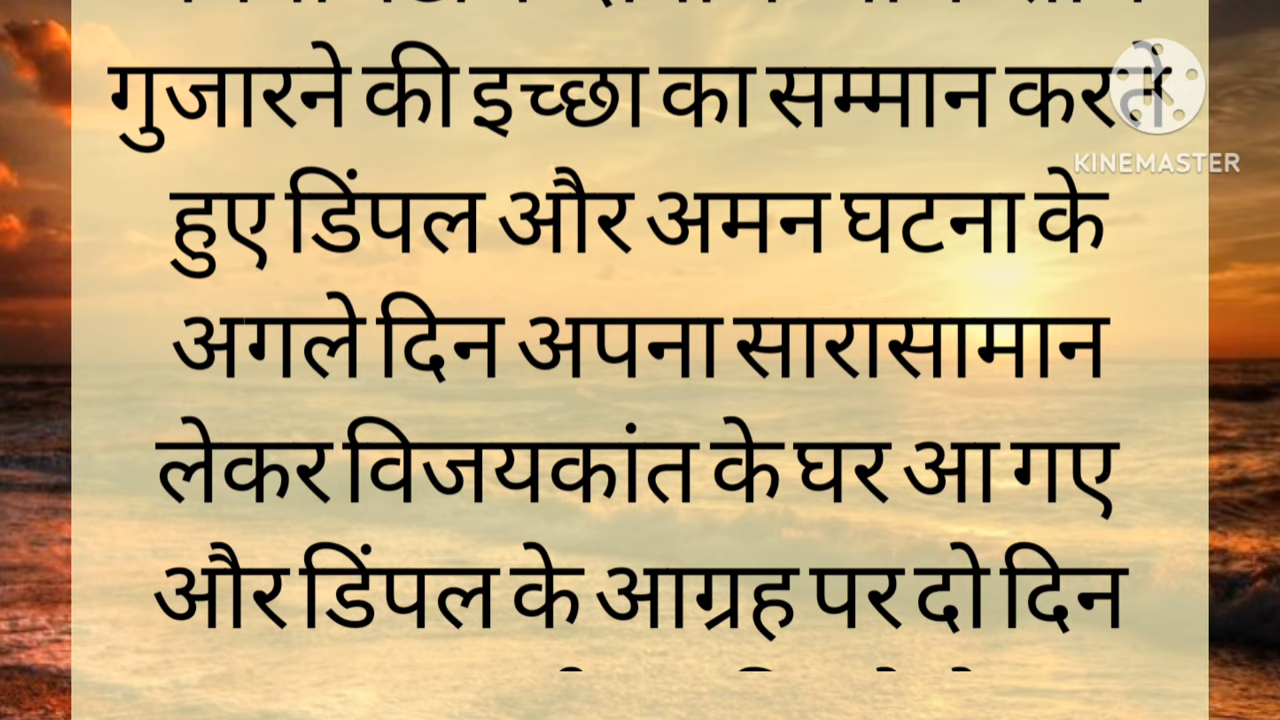 गुजारने की इच्छा का सम्मान करते
KINEMASTER
हुए डिंपल और अमन घटना के
अगले दिन अपना सारासामान
लेकर विजयकांत के घर आ गए
और डिंपल के आग्रह पर दो दिन